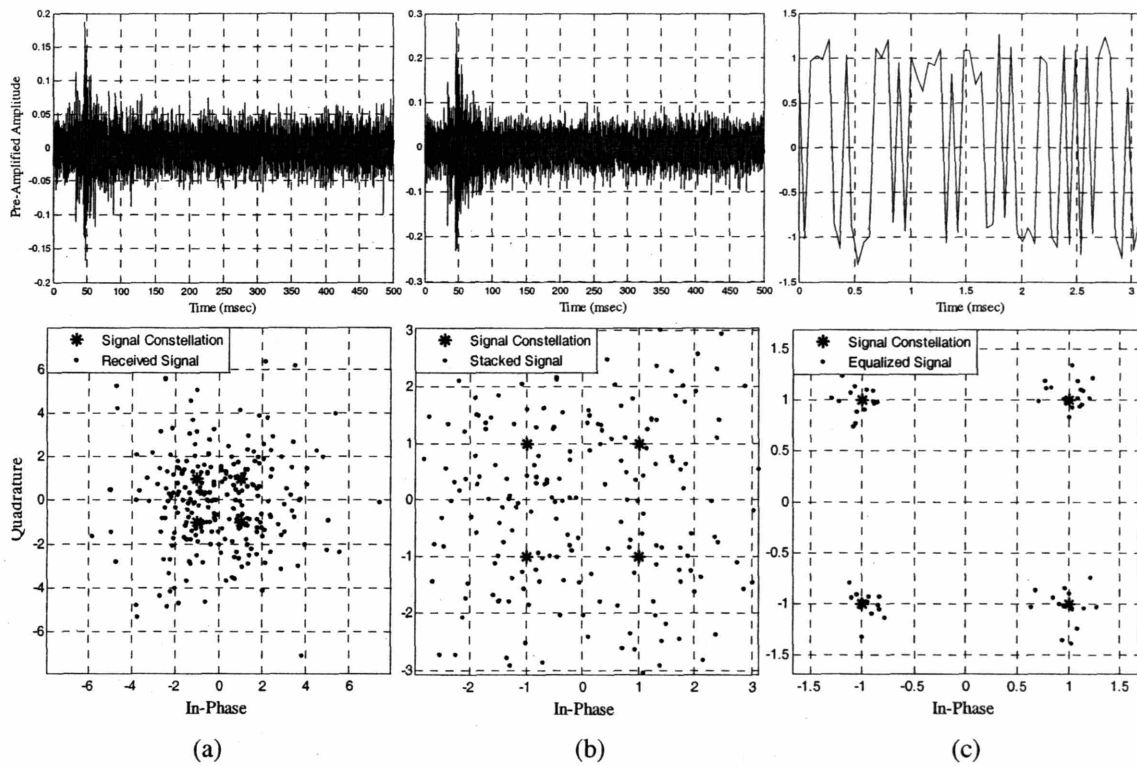 0.2
0.15
0.1
0.05
0
-0.05
-0.1
-0.15
-0.2
Pre-Amplified Amplitude
0 50 100 150 200 250 300 350 400 450 500
Time (msec)
0.3
0.2
0.1
0
-0.1
-0.2
-0.3
0 50 100 150 200 250 300 350 400 450 500
Time (msec)
1.5
1
0.5
0
-0.5
-1
-1.5
0 0.5 1 1.5 2 2.5 3
Time (msec)
Signal Constellation
Received Signal
6
4
2
0
-2
-4
-6
Quadrature
-6 -4 -2 0 2 4 6
In-Phase
Signal Constellation
Stacked Signal
3
2
1
0
-1
-2
-3
-2 -1 0 1 2 3
In-Phase
Signal Constellation
Equalized Signal
1.5
1
0.5
0
-0.5
-1
-1.5
-1.5 -1 -0.5 0 0.5 1 1.5
In-Phase
(a) (b) (c)